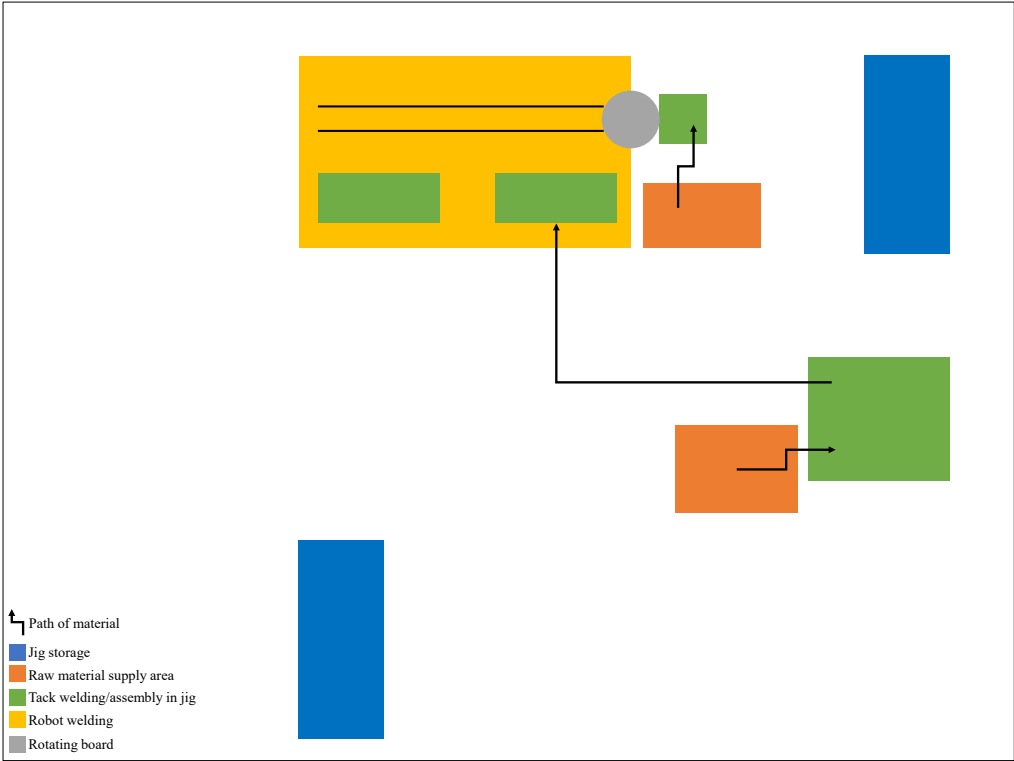 Path of material
Jig storage
Raw material supply area
Tack welding/assembly in jig
Robot welding
Rotating board